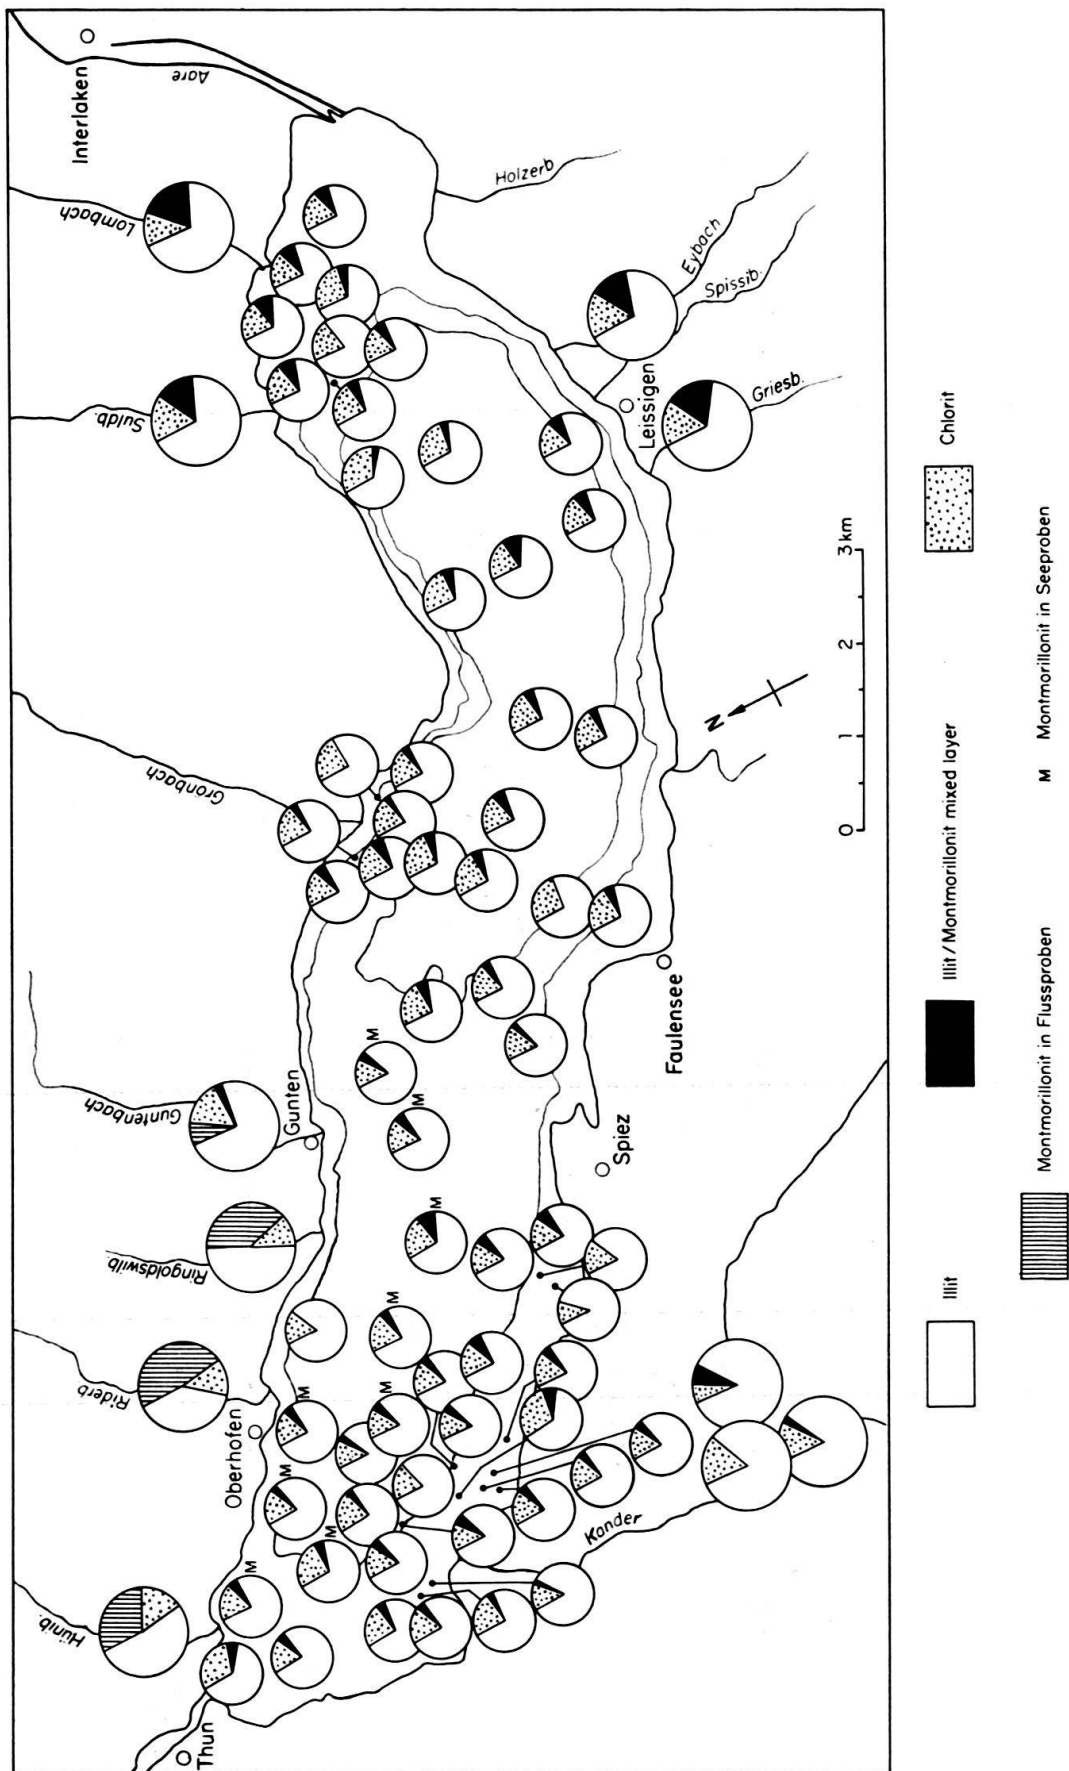 Thun
Hünib.
Oberhofen
Riderb
Ringoldswilb.
Gunten
Guntenbach
Gronbach
Suldb.
Lombach
Interlaken
Aare
Holzerb
Eybach
Spissib.
Leissigen
Griesb.
Faulensee
Spiez
Kander
M
M
M
M
M
M
M
M
M
N
0 1 2 3 km
Illit
Illit/Montmorillonit mixed layer
Chlorit
Montmorillonit in Flussproben
M Montmorillonit in Seeproben